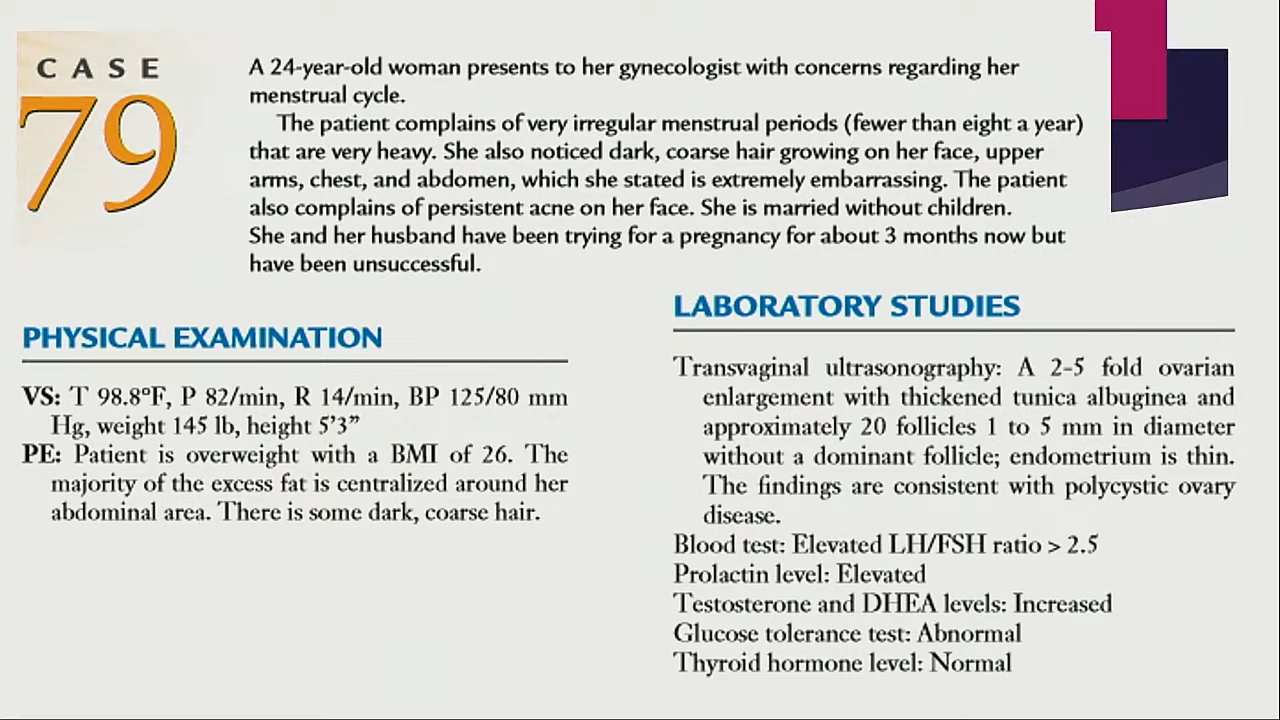 CASE
79
A 24-year-old woman presents to her gynecologist with concerns regarding her
menstrual cycle.
The patient complains of very irregular menstrual periods (fewer than eight a year)
that are very heavy. She also noticed dark, coarse hair growing on her face, upper
arms, chest, and abdomen, which she stated is extremely embarrassing. The patient
also complains of persistent acne on her face. She is married without children.
She and her husband have been trying for a pregnancy for about 3 months now but
have been unsuccessful.
PHYSICAL EXAMINATION
VS: T 98.8°F, P 82/min, R 14/min, BP 125/80 mm
Hg, weight 145 lb, height 5'3”
PE: Patient is overweight with a BMI of 26. The
majority of the excess fat is centralized around her
abdominal area. There is some dark, coarse hair.
LABORATORY STUDIES
Transvaginal ultrasonography: A 2-5 fold ovarian
enlargement with thickened tunica albuginea and
approximately 20 follicles 1 to 5 mm in diameter
without a dominant follicle; endometrium is thin.
The findings are consistent with polycystic ovary
disease.
Blood test: Elevated LH/FSH ratio > 2.5
Prolactin level: Elevated
Testosterone and DHEA levels: Increased
Glucose tolerance test: Abnormal
Thyroid hormone level: Normal